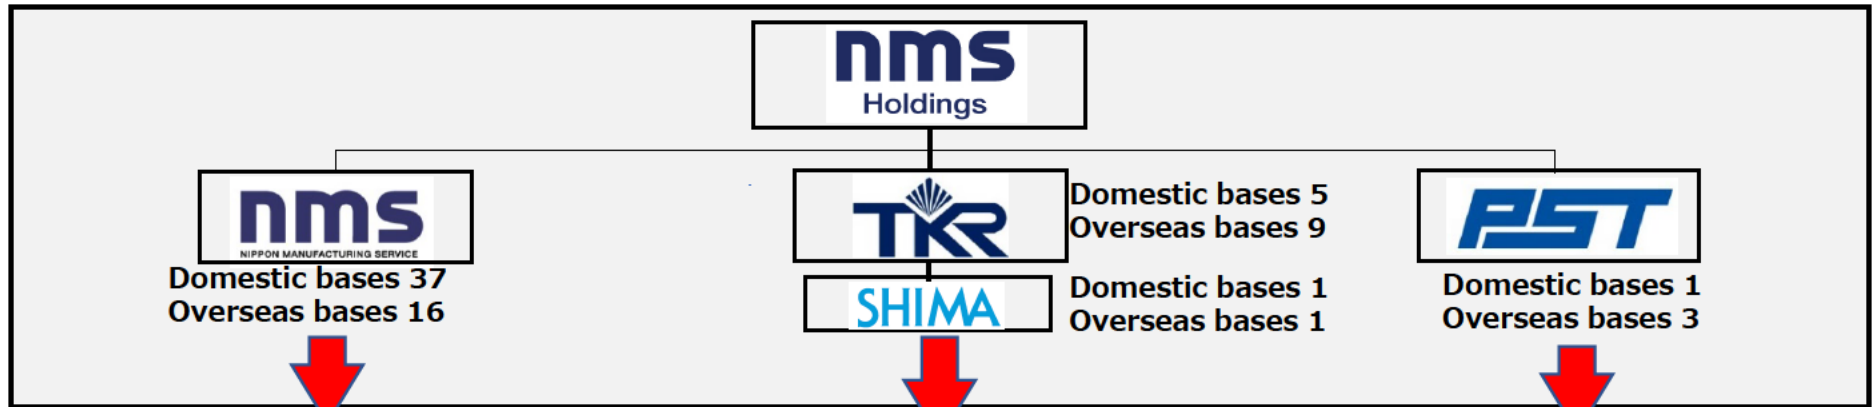 nms
Holdings
nms
NIPPON MANUFACTURING SERVICE
Domestic bases 37
Overseas bases 16
TKR
Domestic bases 5
Overseas bases 9
SHIMA
Domestic bases 1
Overseas bases 1
PST
Domestic bases 1
Overseas bases 3